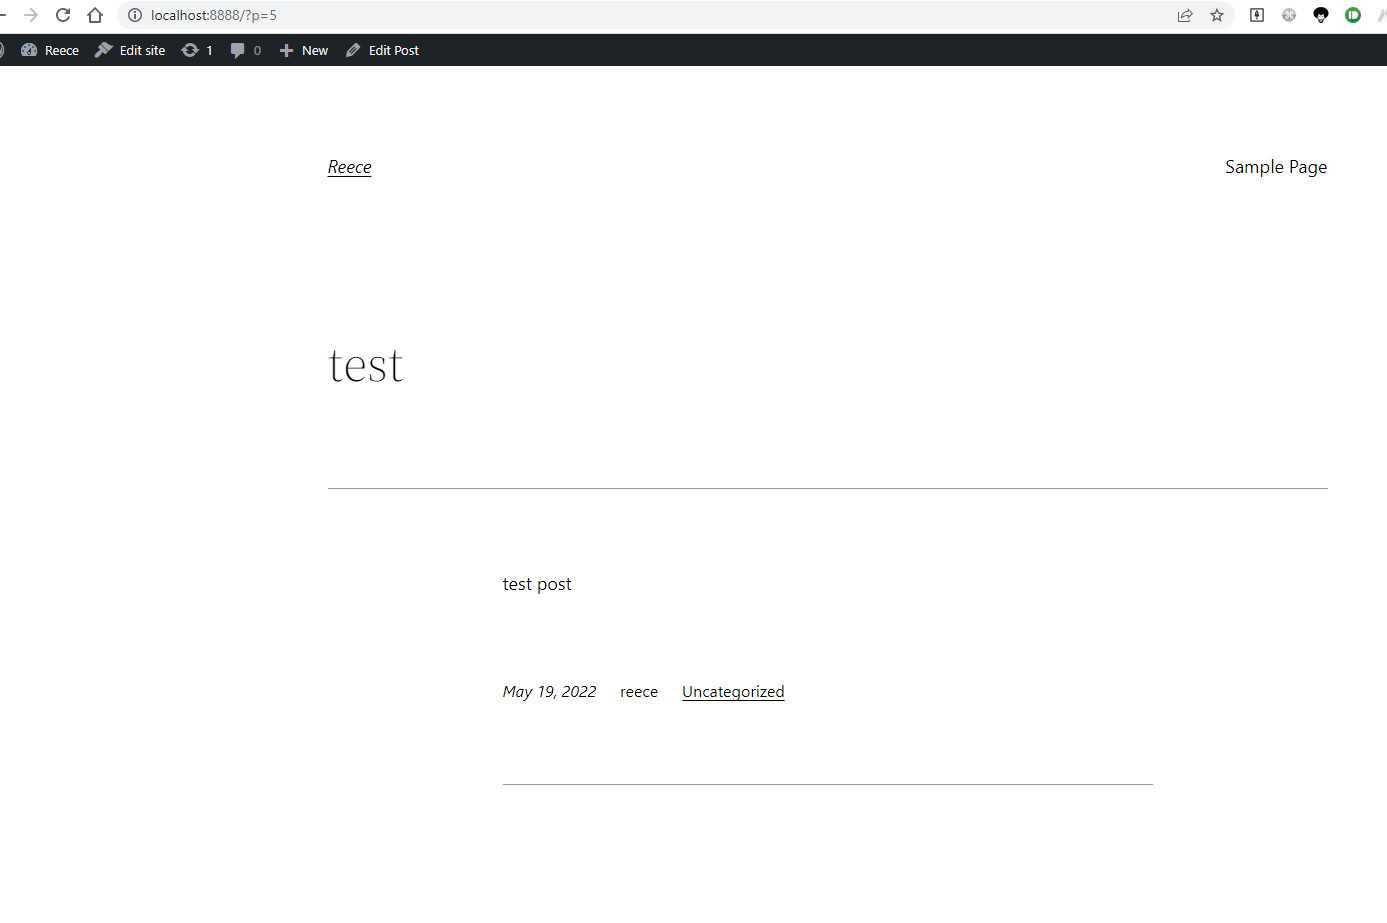 localhost:8888/?p=5
Reece Edit site 1 0 New Edit Post
Reece Sample Page
test
test post
May 19, 2022 reece Uncategorized